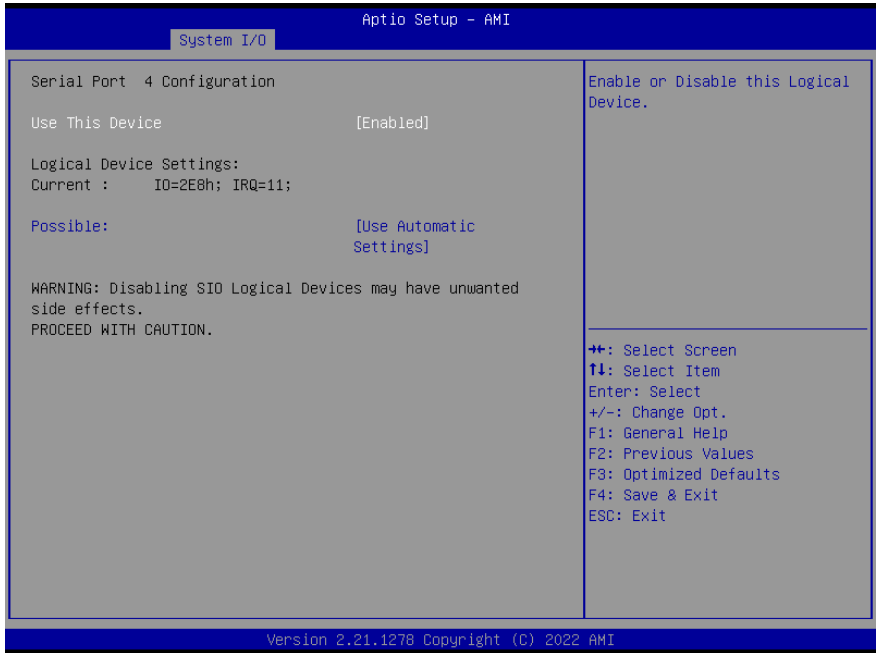 Aptio Setup – AMI
System I/O
Serial Port  4 Configuration
Use This Device [Enabled]
Logical Device Settings:
Current :     IO=2E8h; IRQ=11;
Possible: [Use Automatic
Settings]
WARNING: Disabling SIO Logical Devices may have unwanted
side effects.
PROCEED WITH CAUTION.
Enable or Disable this Logical
Device.
→←: Select Screen
↑↓: Select Item
Enter: Select
+/-: Change Opt.
F1: General Help
F2: Previous Values
F3: Optimized Defaults
F4: Save & Exit
ESC: Exit
Version 2.21.1278 Copyright (C) 2022 AMI